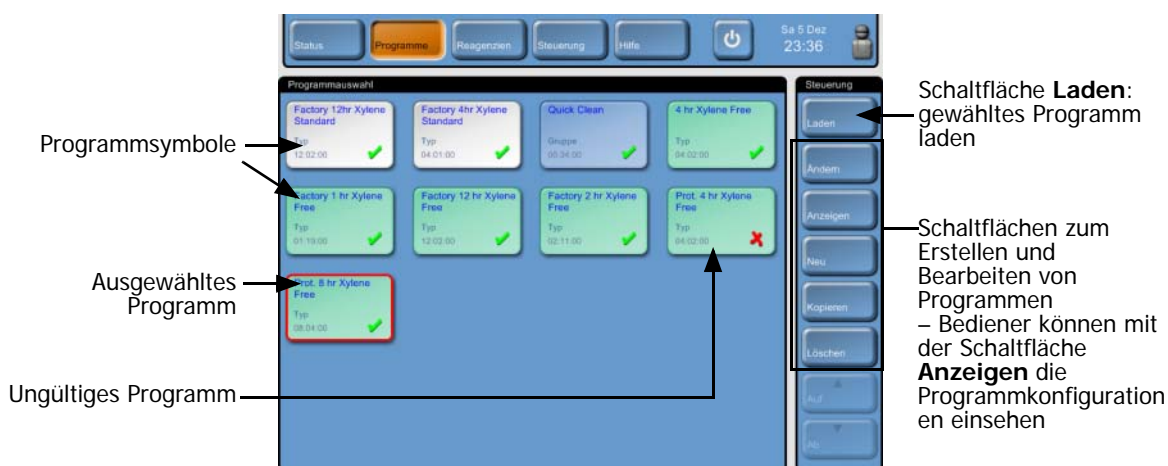 Status
Programme
Reagenzien
Steuerung
Hilfe
Sa 5 Dez
23:36
Programmauswahl
Factory 12hr Xylene
Standard
Typ
12:02:00
Factory 4hr Xylene
Standard
Typ
04:01:00
Quick Clean
Gruppe
00:34:00
4 hr Xylene Free
Typ
04:02:00
Factory 1 hr Xylene
Free
Typ
01:19:00
Factory 12 hr Xylene
Free
Typ
12:02:00
Factory 2 hr Xylene
Free
Typ
02:11:00
Prot. 4 hr Xylene
Free
Typ
04:02:00
Prot. 8 hr Xylene
Free
Typ
08:04:00
Steuerung
Laden
Ändern
Anzeigen
Neu
Kopieren
Löschen
Auf
Ab
Programmsymbole
Ausgewähltes
Programm
Ungültiges Programm
Schaltfläche Laden:
gewähltes Programm
laden
Schaltflächen zum
Erstellen und
Bearbeiten von
Programmen
– Bediener können mit
der Schaltfläche
Anzeigen die
Programmkonfiguration
en einsehen